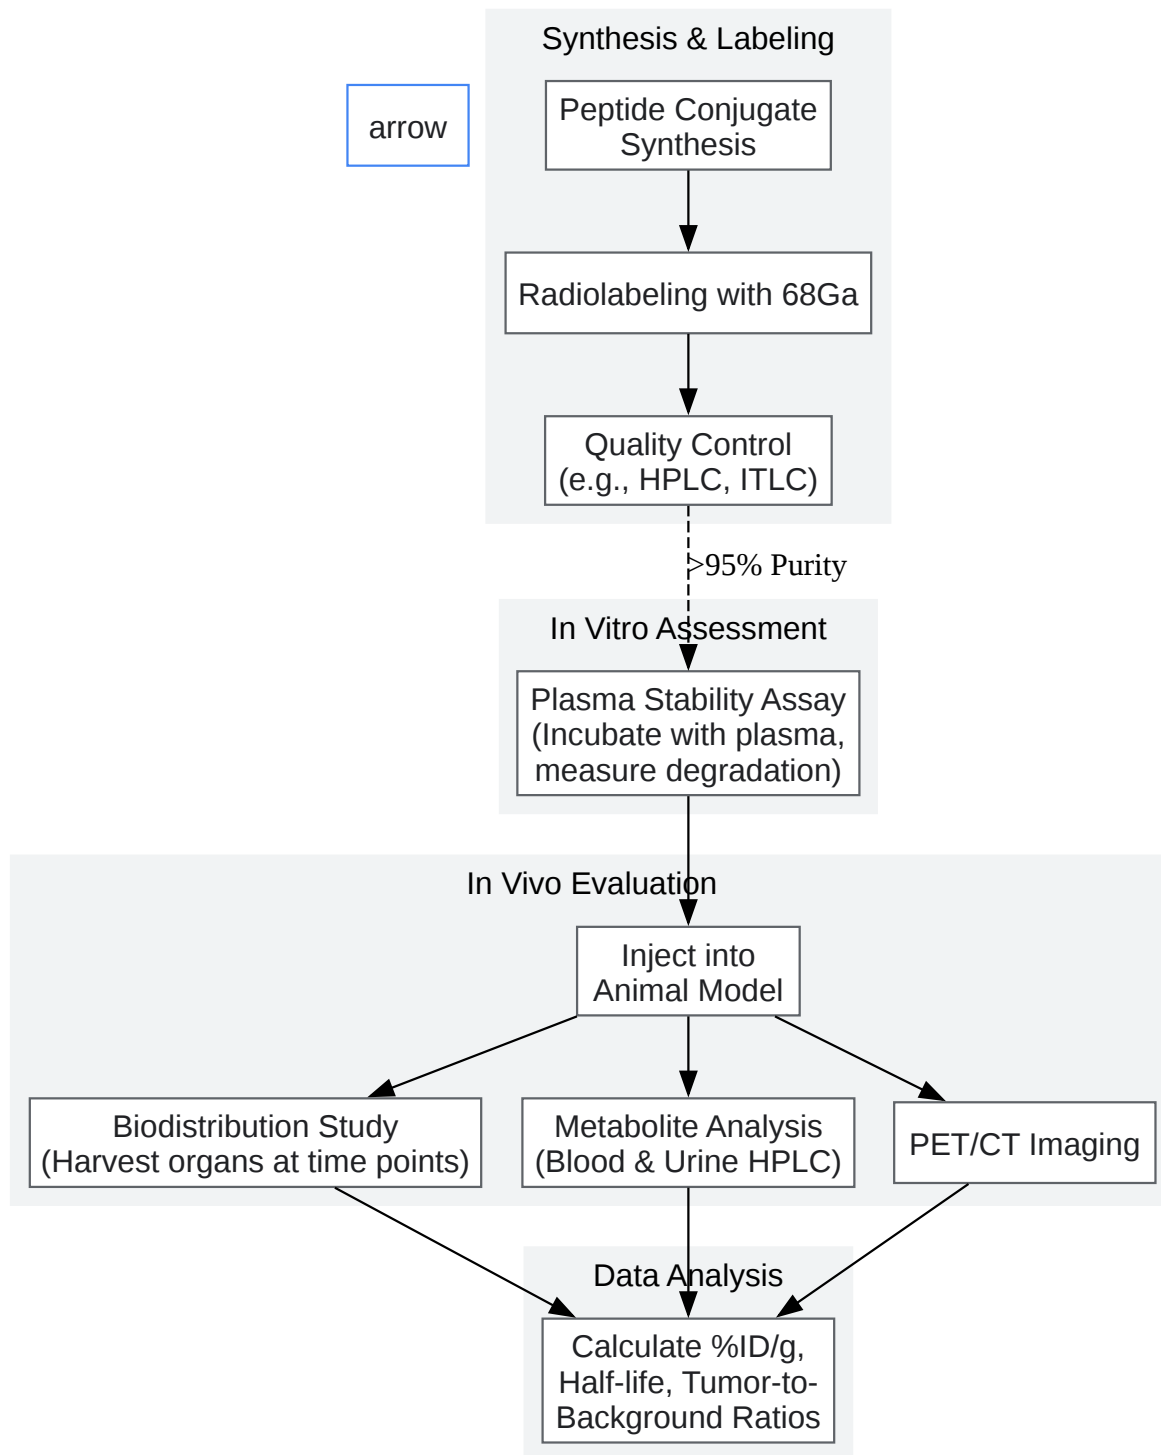 Synthesis & Labeling
arrow
Peptide Conjugate
Synthesis
Radiolabeling with 68Ga
Quality Control
(e.g., HPLC, ITLC)
>95% Purity
In Vitro Assessment
Plasma Stability Assay
(Incubate with plasma,
measure degradation)
In Vivo Evaluation
Inject into
Animal Model
Biodistribution Study
(Harvest organs at time points)
Metabolite Analysis
(Blood & Urine HPLC)
PET/CT Imaging
Data Analysis
Calculate %ID/g,
Half-life, Tumor-to-
Background Ratios